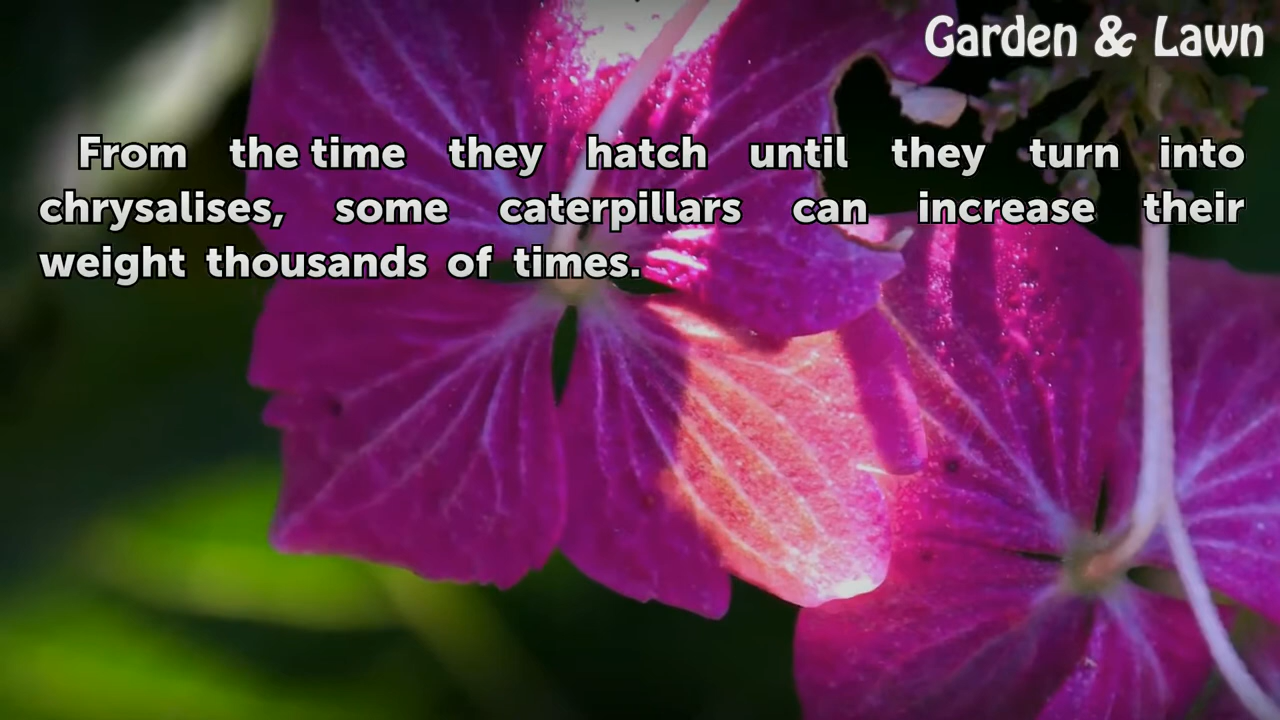 Garden & Lawn
From the time they hatch until they turn into
chrysalises, some caterpillars can increase their
weight thousands of times.